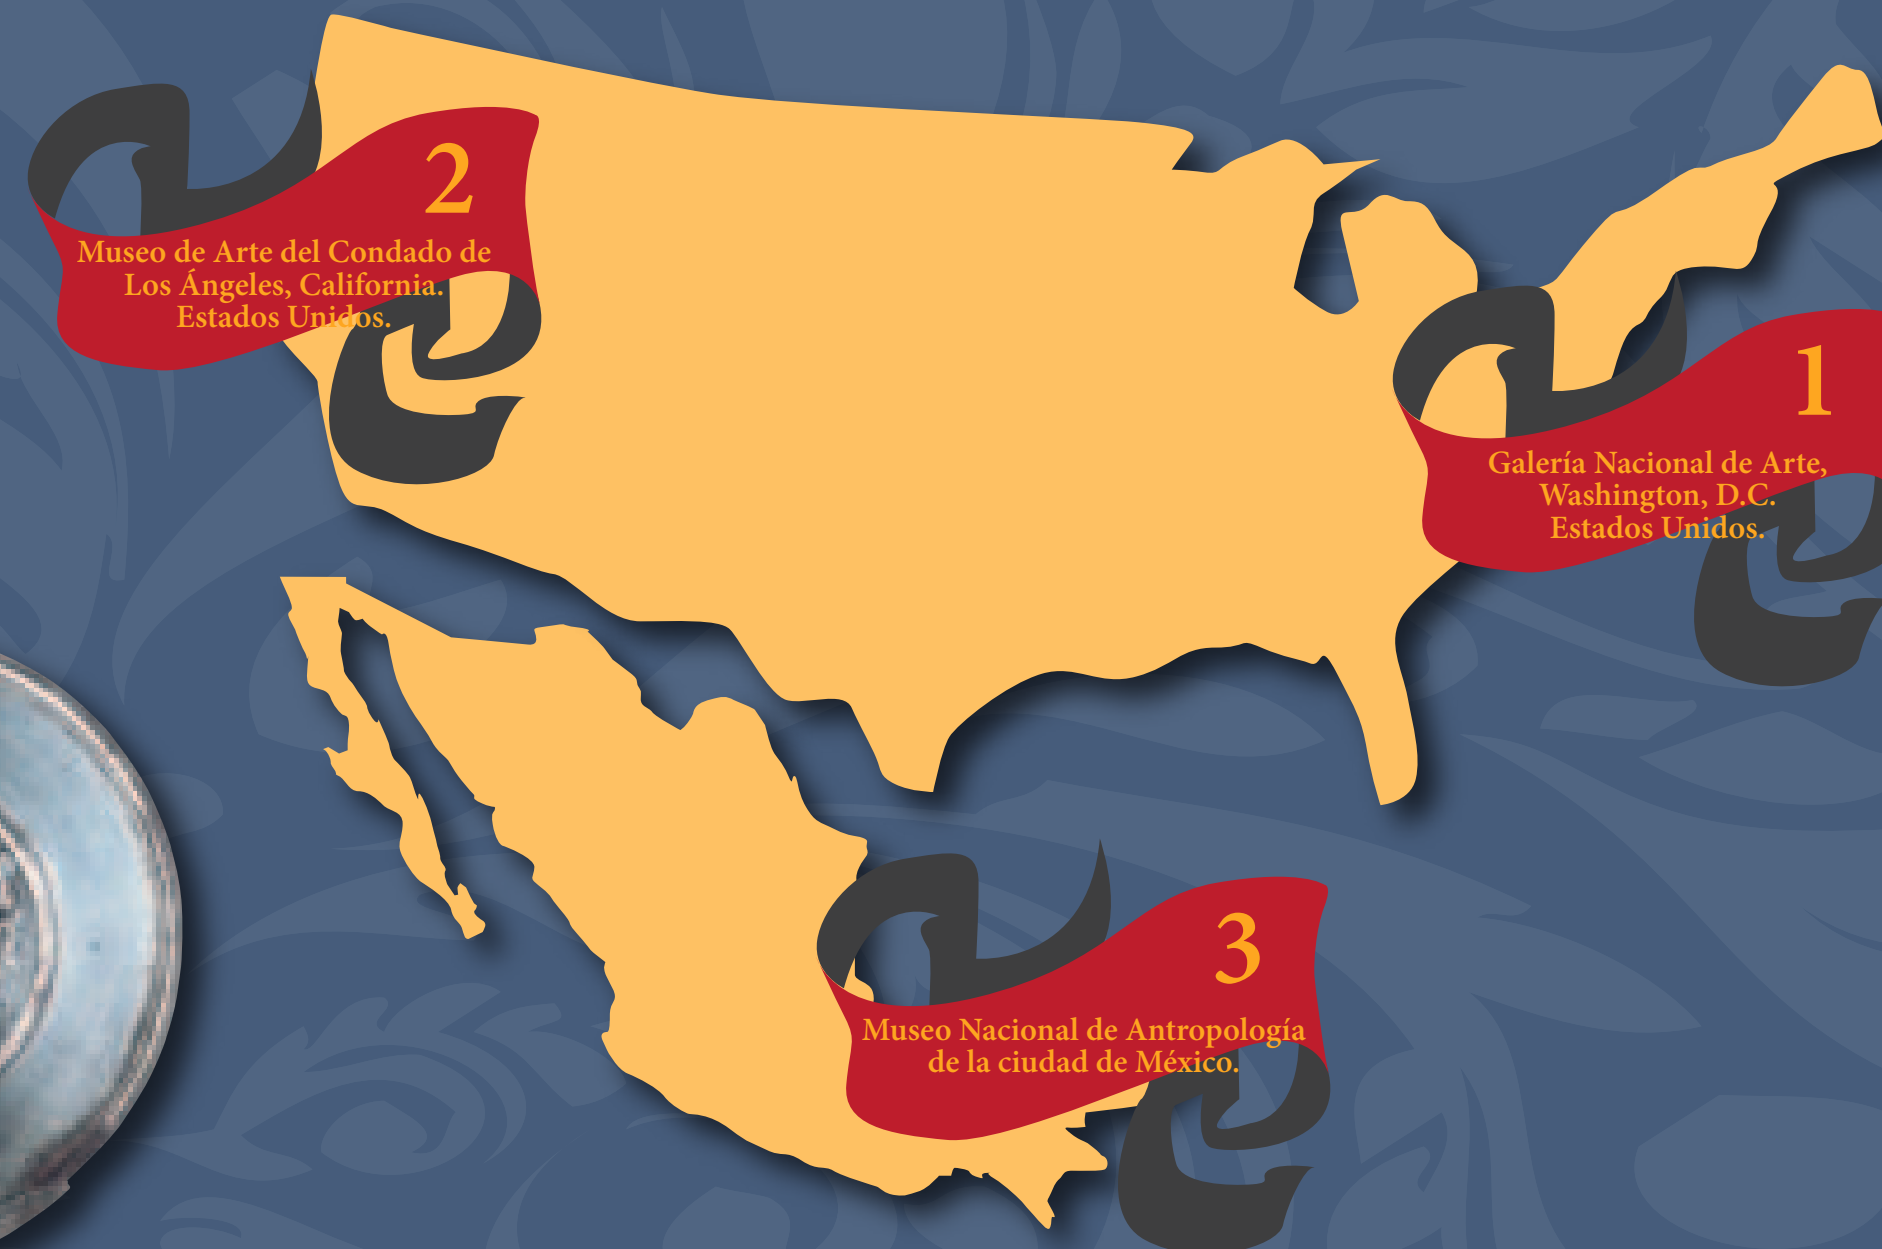 2
Museo de Arte del Condado de
Los Ángeles, California.
Estados Unidos.
1
Galería Nacional de Arte,
Washington, D.C.
Estados Unidos.
3
Museo Nacional de Antropología
de la ciudad de México.